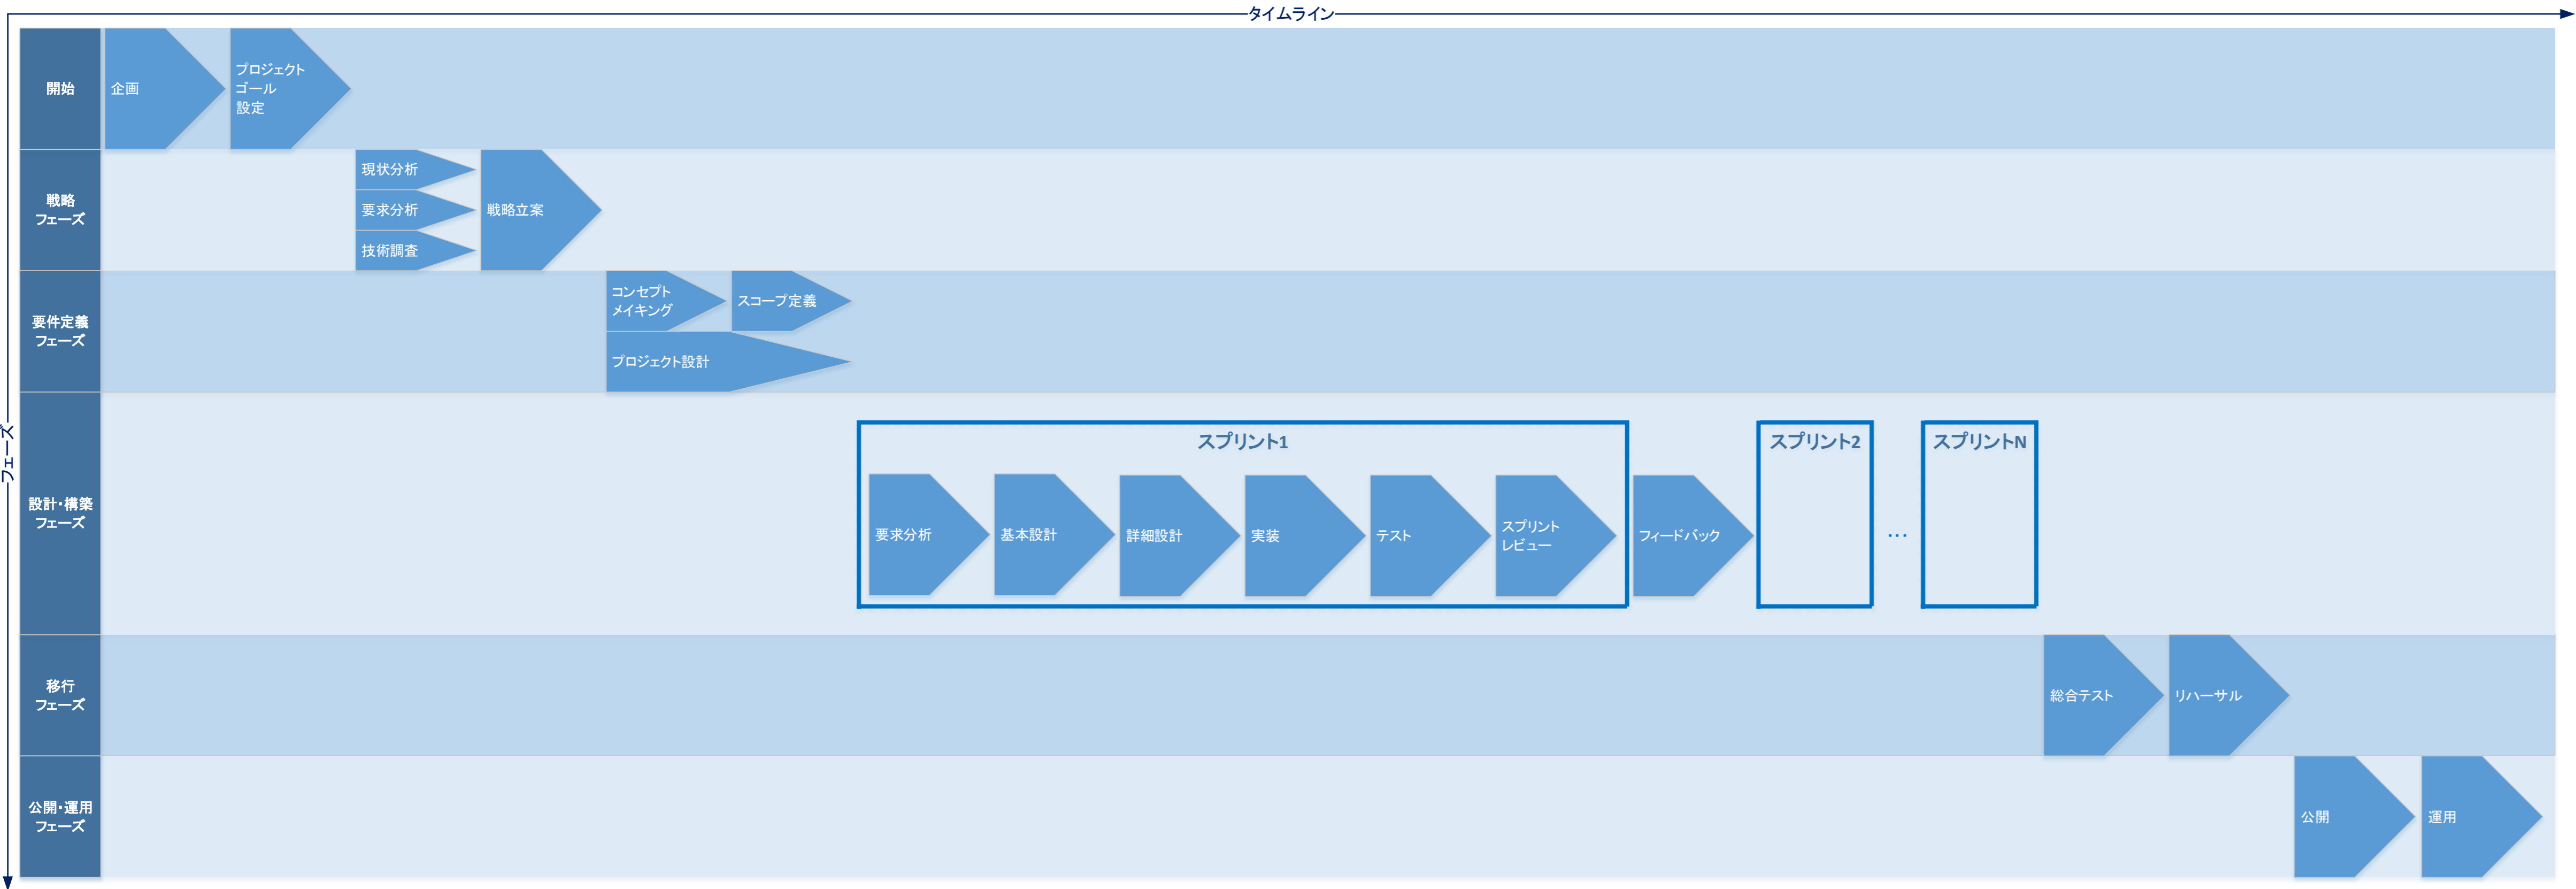 タイムライン
フェーズ
開始
企画
プロジェクト
ゴール
設定
戦略
フェーズ
現状分析
要求分析
技術調査
戦略立案
要件定義
フェーズ
コンセプト
メイキング
スコープ定義
プロジェクト設計
設計・構築
フェーズ
スプリント1
要求分析
基本設計
詳細設計
実装
テスト
スプリント
レビュー
フィードバック
スプリント2
…
スプリントN
移行
フェーズ
総合テスト
リハーサル
公開・運用
フェーズ
公開
運用